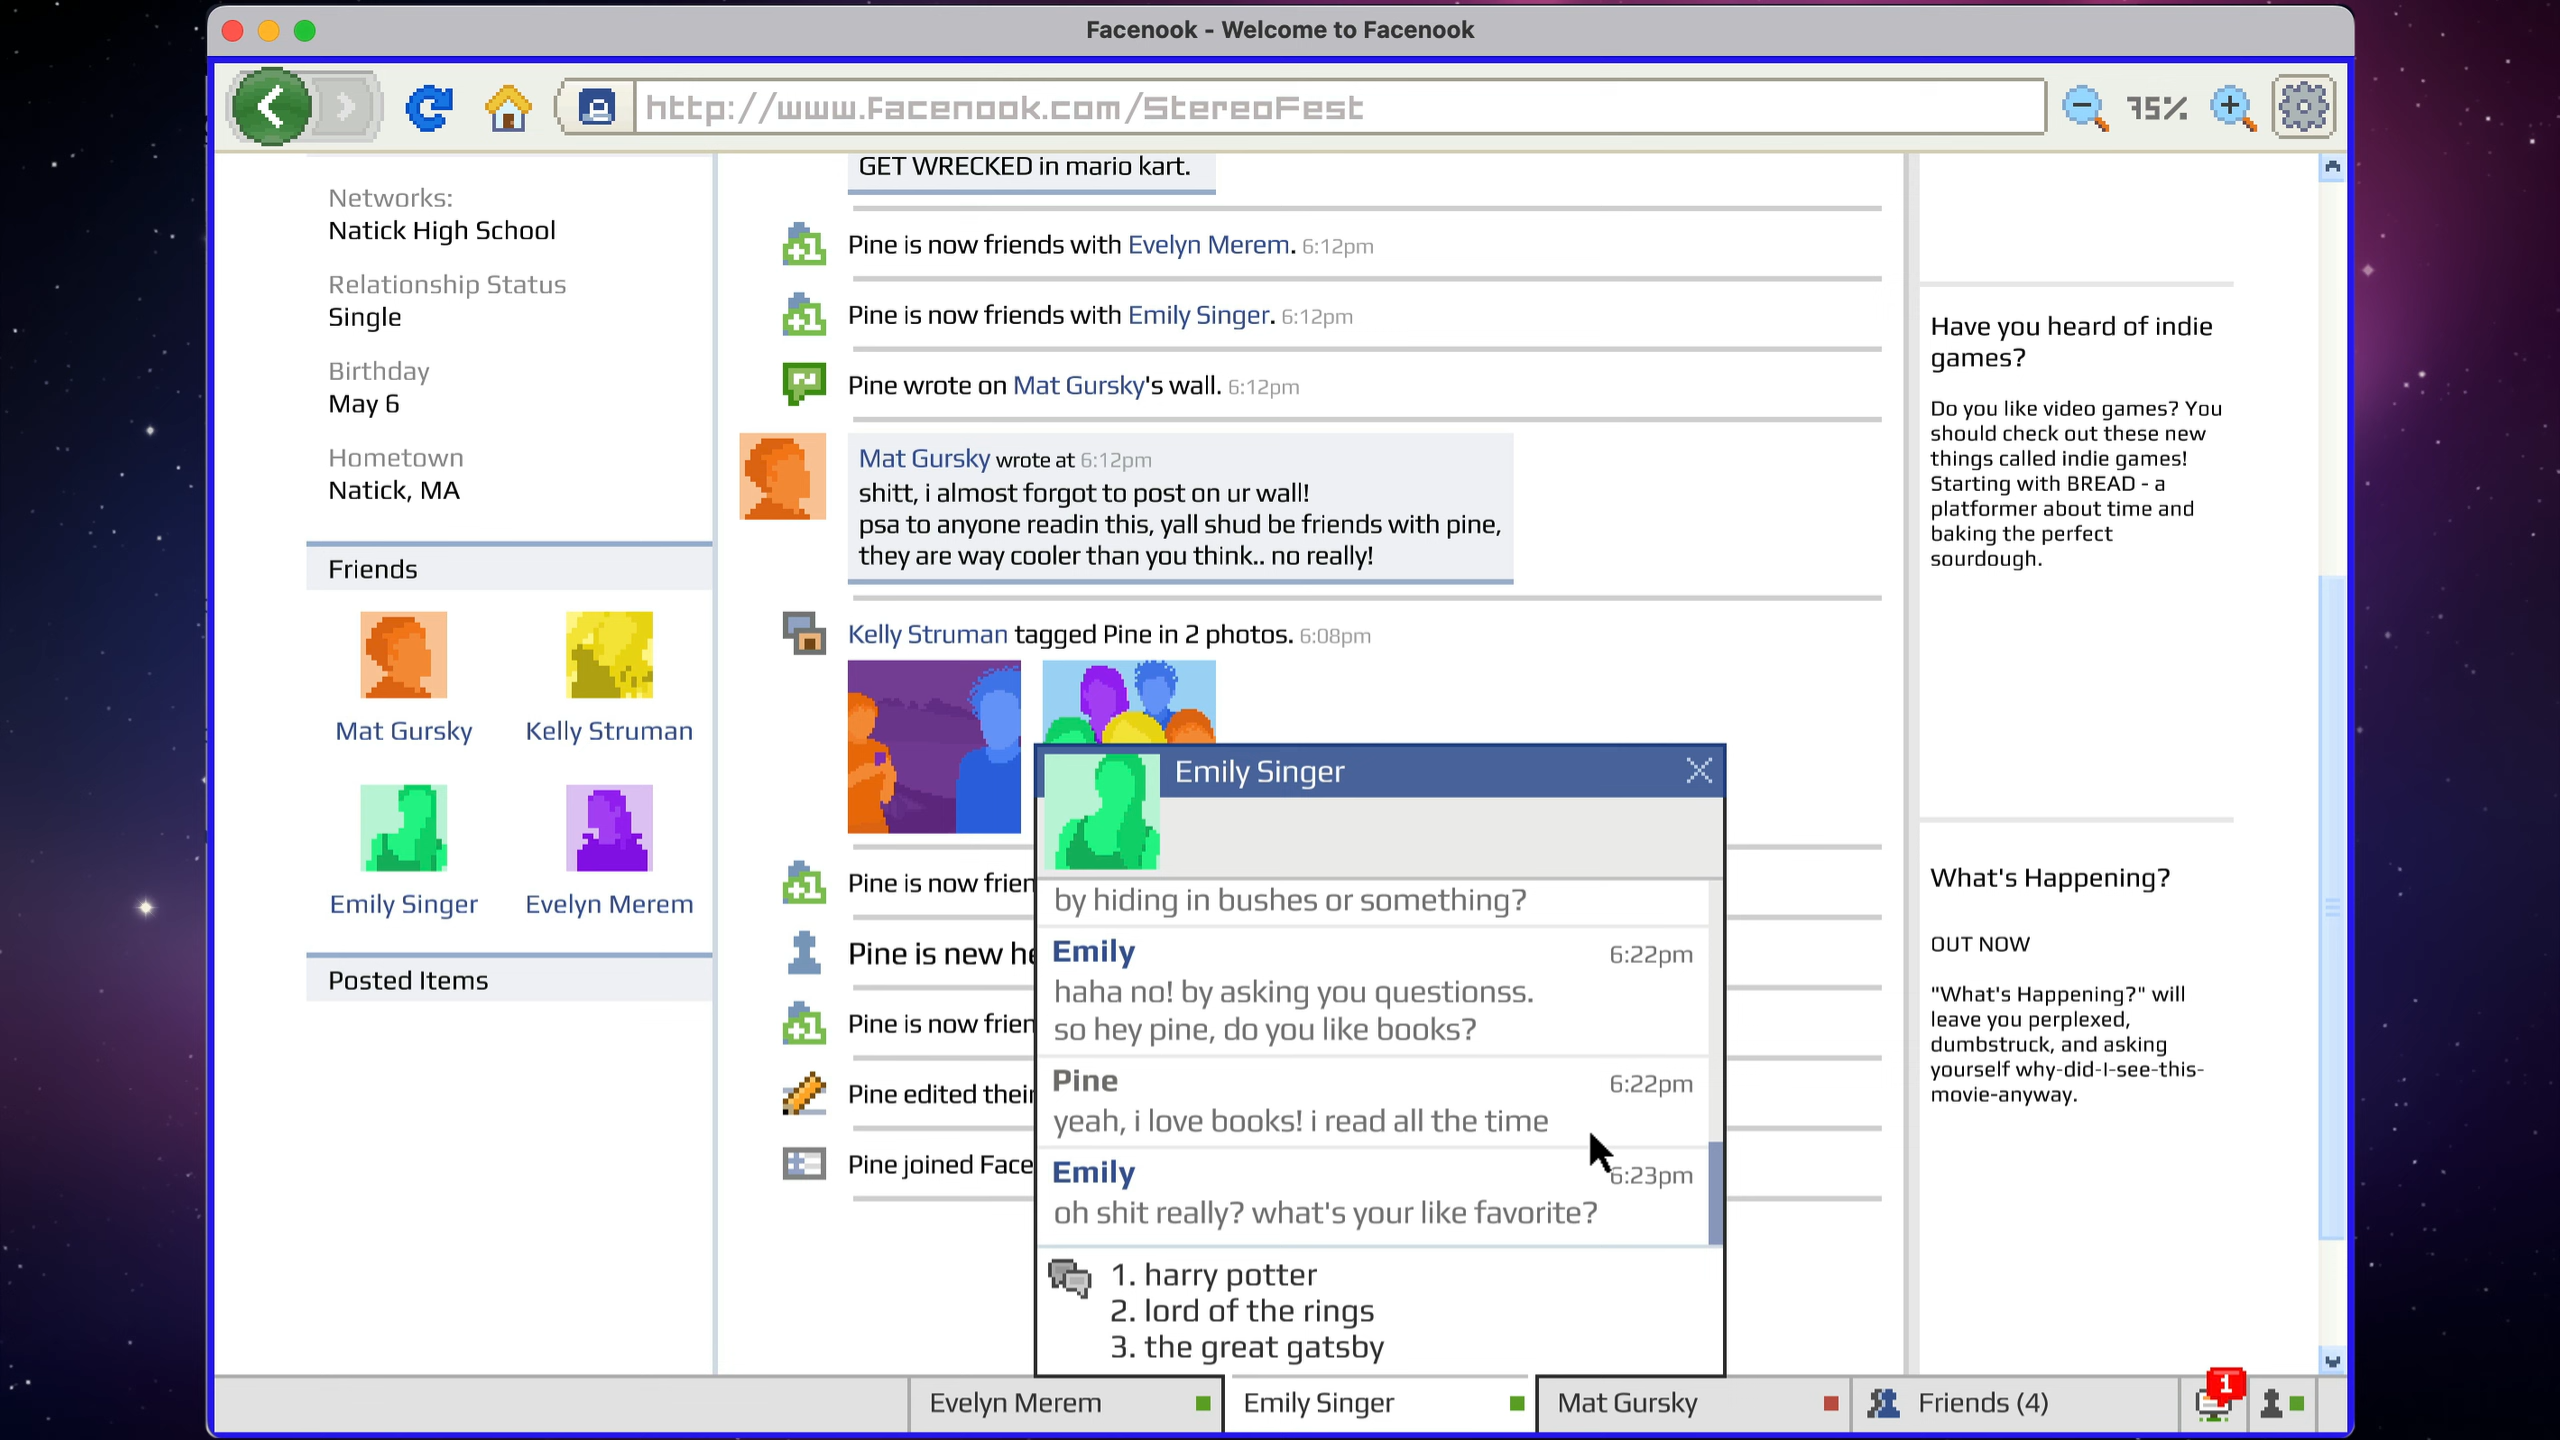 Facenook - Welcome to Facenook
http://www.facenook.com/StereoFest
75%
Networks:
Natick High School
Relationship Status
Single
Birthday
May 6
Hometown
Natick, MA
Friends
Mat Gursky
Kelly Struman
Emily Singer
Evelyn Merem
Posted Items
GET WRECKED in mario kart.
+1
Pine is now friends with Evelyn Merem. 6:12pm
+1
Pine is now friends with Emily Singer. 6:12pm
Pine wrote on Mat Gursky's wall. 6:12pm
Mat Gursky wrote at 6:12pm
shitt, i almost forgot to post on ur wall!
psa to anyone readin this, yall shud be friends with pine,
they are way cooler than you think.. no really!
Kelly Struman tagged Pine in 2 photos. 6:08pm
+1
Pine is now frien
Pine is new he
+1
Pine is now frien
Pine edited their
Pine joined Face
Emily Singer
by hiding in bushes or something?
Emily 6:22pm
haha no! by asking you questionss.
so hey pine, do you like books?
Pine 6:22pm
yeah, i love books! i read all the time
Emily 6:23pm
oh shit really? what's your like favorite?
1. harry potter
2. lord of the rings
3. the great gatsby
Have you heard of indie
games?
Do you like video games? You
should check out these new
things called indie games!
Starting with BREAD - a
platformer about time and
baking the perfect
sourdough.
What's Happening?
OUT NOW
"What's Happening?" will
leave you perplexed,
dumbstruck, and asking
yourself why-did-I-see-this-
movie-anyway.
Evelyn Merem
Emily Singer
Mat Gursky
Friends (4)
1